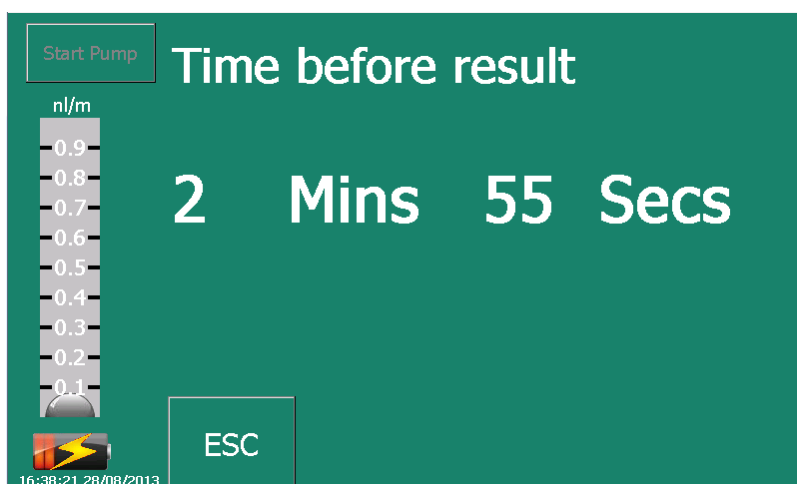 Start Pump
Time before result
nl/m
0.9
0.8
0.7
0.6
0.5
0.4
0.3
0.2
0.1
2 Mins 55 Secs
ESC
16:38:21 28/08/2013